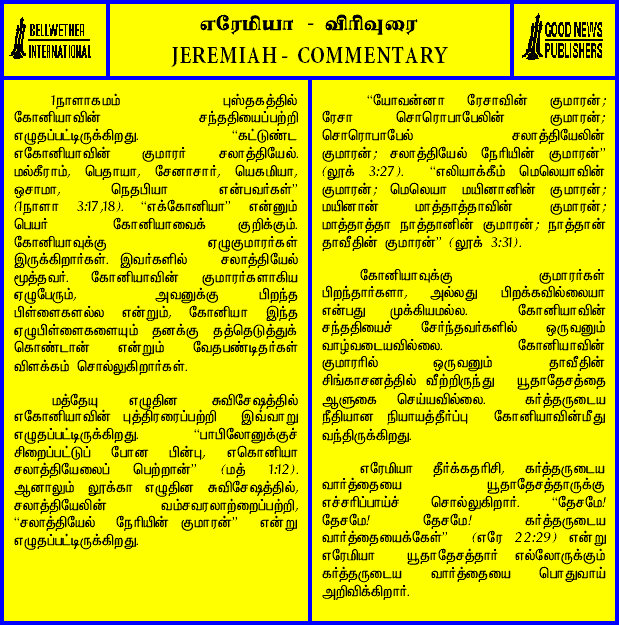 BELLWETHER
INTERNATIONAL
எரேமியா - விரிவுரை
JEREMIAH - COMMENTARY
GOOD NEWS
PUBLISHERS
1நாளாகமம் புஸ்தகத்தில்
கோனியாவின் சந்ததியைப்பற்றி
எழுதப்பட்டிருக்கிறது. “கட்டுண்ட
எகோனியாவின் குமாரர் சலாத்தியேல்.
மல்கீராம், பெதாயா, சேனாசார், யெகமியா,
ஒசாமா, நெதபியா என்பவர்கள்”
(1நாளா 3:17,18). “எக்கோனியா” என்னும்
பெயர் கோனியாவைக் குறிக்கும்.
கோனியாவுக்கு ஏழுகுமாரர்கள்
இருக்கிறார்கள். இவர்களில் சலாத்தியேல்
மூத்தவர். கோனியாவின் குமாரர்களாகிய
ஏழுபேரும், அவனுக்கு பிறந்த
பிள்ளைகளல்ல என்றும், கோனியா இந்த
ஏழுபிள்ளைகளையும் தனக்கு தத்தெடுத்துக்
கொண்டான் என்றும் வேதபண்டிதர்கள்
விளக்கம் சொல்லுகிறார்கள்.
மத்தேயு எழுதின சுவிசேஷத்தில்
எகோனியாவின் புத்திரரைப்பற்றி இவ்வாறு
எழுதப்பட்டிருக்கிறது. “பாபிலோனுக்குச்
சிறைப்பட்டுப் போன பின்பு, எகொனியா
சலாத்தியேலைப் பெற்றான்” (மத் 1:12).
ஆனாலும் லூக்கா எழுதின சுவிசேஷத்தில்,
சலாத்தியேலின் வம்சவரலாற்றைப்பற்றி,
“சலாத்தியேல் நேரியின் குமாரன்” என்று
எழுதப்பட்டிருக்கிறது.
“யோவன்னா ரேசாவின் குமாரன்;
ரேசா சொரொபாபேலின் குமாரன்;
சொரொபாபேல் சலாத்தியேலின்
குமாரன்; சலாத்தியேல் நேரியின் குமாரன்”
(லூக் 3:27). “எலியாக்கீம் மெலெயாவின்
குமாரன்; மெலெயா மயினானின் குமாரன்;
மயினான் மாத்தாத்தாவின் குமாரன்;
மாத்தாத்தா நாத்தானின் குமாரன்; நாத்தான்
தாவீதின் குமாரன்” (லூக் 3:31).
கோனியாவுக்கு குமாரர்கள்
பிறந்தார்களா, அல்லது பிறக்கவில்லையா
என்பது முக்கியமல்ல. கோனியாவின்
சந்ததியைச் சேர்ந்தவர்களில் ஒருவனும்
வாழ்வடையவில்லை. கோனியாவின்
குமாரரில் ஒருவனும் தாவீதின்
சிங்காசனத்தில் வீற்றிருந்து யூதாதேசத்தை
ஆளுகை செய்யவில்லை. கர்த்தருடைய
நீதியான நியாயத்தீர்ப்பு கோனியாவின்மீது
வந்திருக்கிறது.
எரேமியா தீர்க்கதரிசி, கர்த்தருடைய
வார்த்தையை யூதாதேசத்தாருக்கு
எச்சரிப்பாய்ச் சொல்லுகிறார். “தேசமே!
தேசமே! தேசமே! கர்த்தருடைய
வார்த்தையைக்கேள்” (எரே 22:29) என்று
எரேமியா யூதாதேசத்தார் எல்லோருக்கும்
கர்த்தருடைய வார்த்தையை பொதுவாய்
அறிவிக்கிறார்.